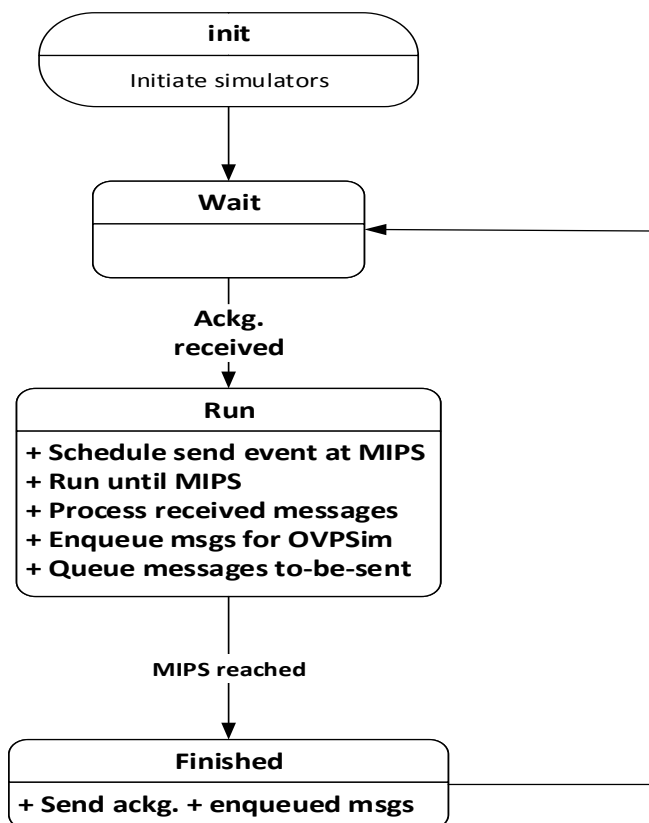 init
Initiate simulators
Wait
Ackg.
received
Run
+ Schedule send event at MIPS
+ Run until MIPS
+ Process received messages
+ Enqueue msgs for OVPSim
+ Queue messages to-be-sent
MIPS reached
Finished
+ Send ackg. + enqueued msgs